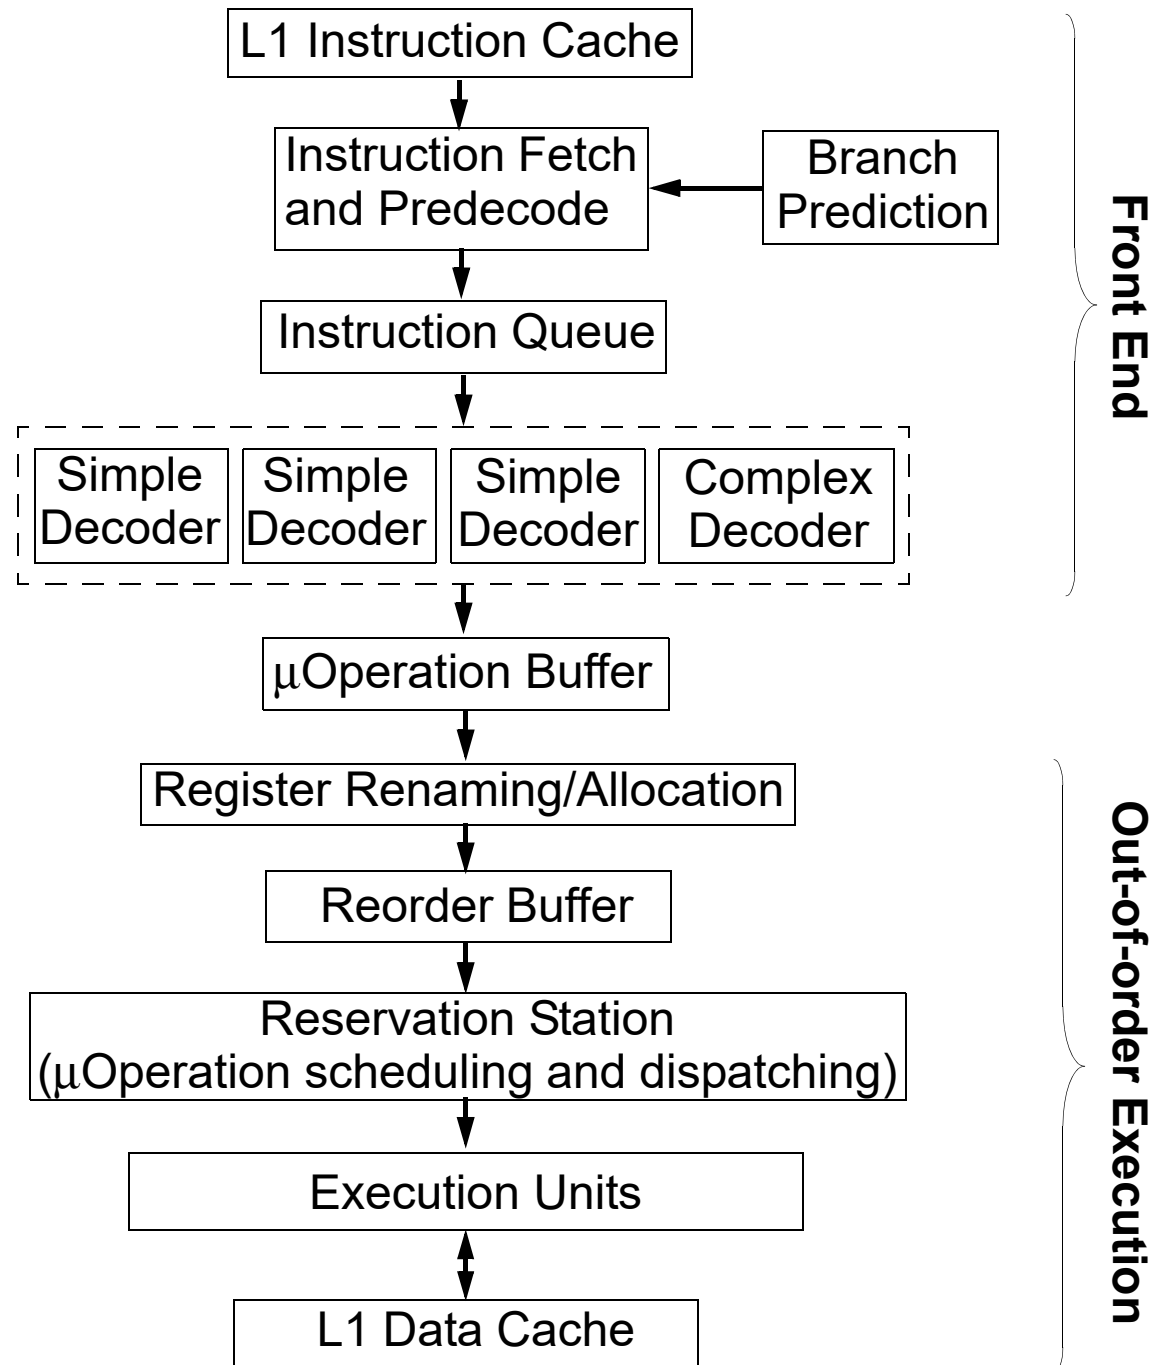 L1 Instruction Cache
Instruction Fetch
and Predecode
Branch
Prediction
Front End
Instruction Queue
Simple
Decoder
Simple
Decoder
Simple
Decoder
Complex
Decoder
μOperation Buffer
Register Renaming/Allocation
Reorder Buffer
Out-of-order Execution
Reservation Station
(μOperation scheduling and dispatching)
Execution Units
L1 Data Cache